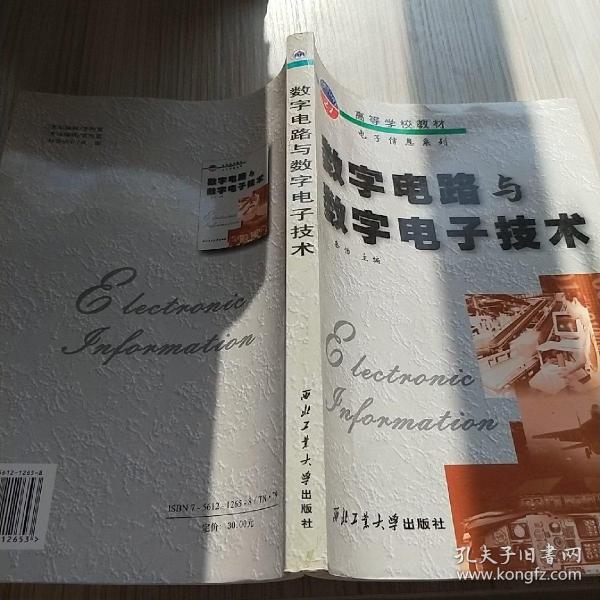 高等学校教材
电子信息系列
数字电路与
数字电子技术
主编
Electronic
Information
西北工业大学出版社
数字电路与数字电子技术
西北工业大学出版社
数字电路与
数字电子技术
Electronic
Information
ISBN 7-5612-1265-8/TN·
定价:30.00元
5612-1265-8
12653
孔夫子旧书网
www.kongfz.com